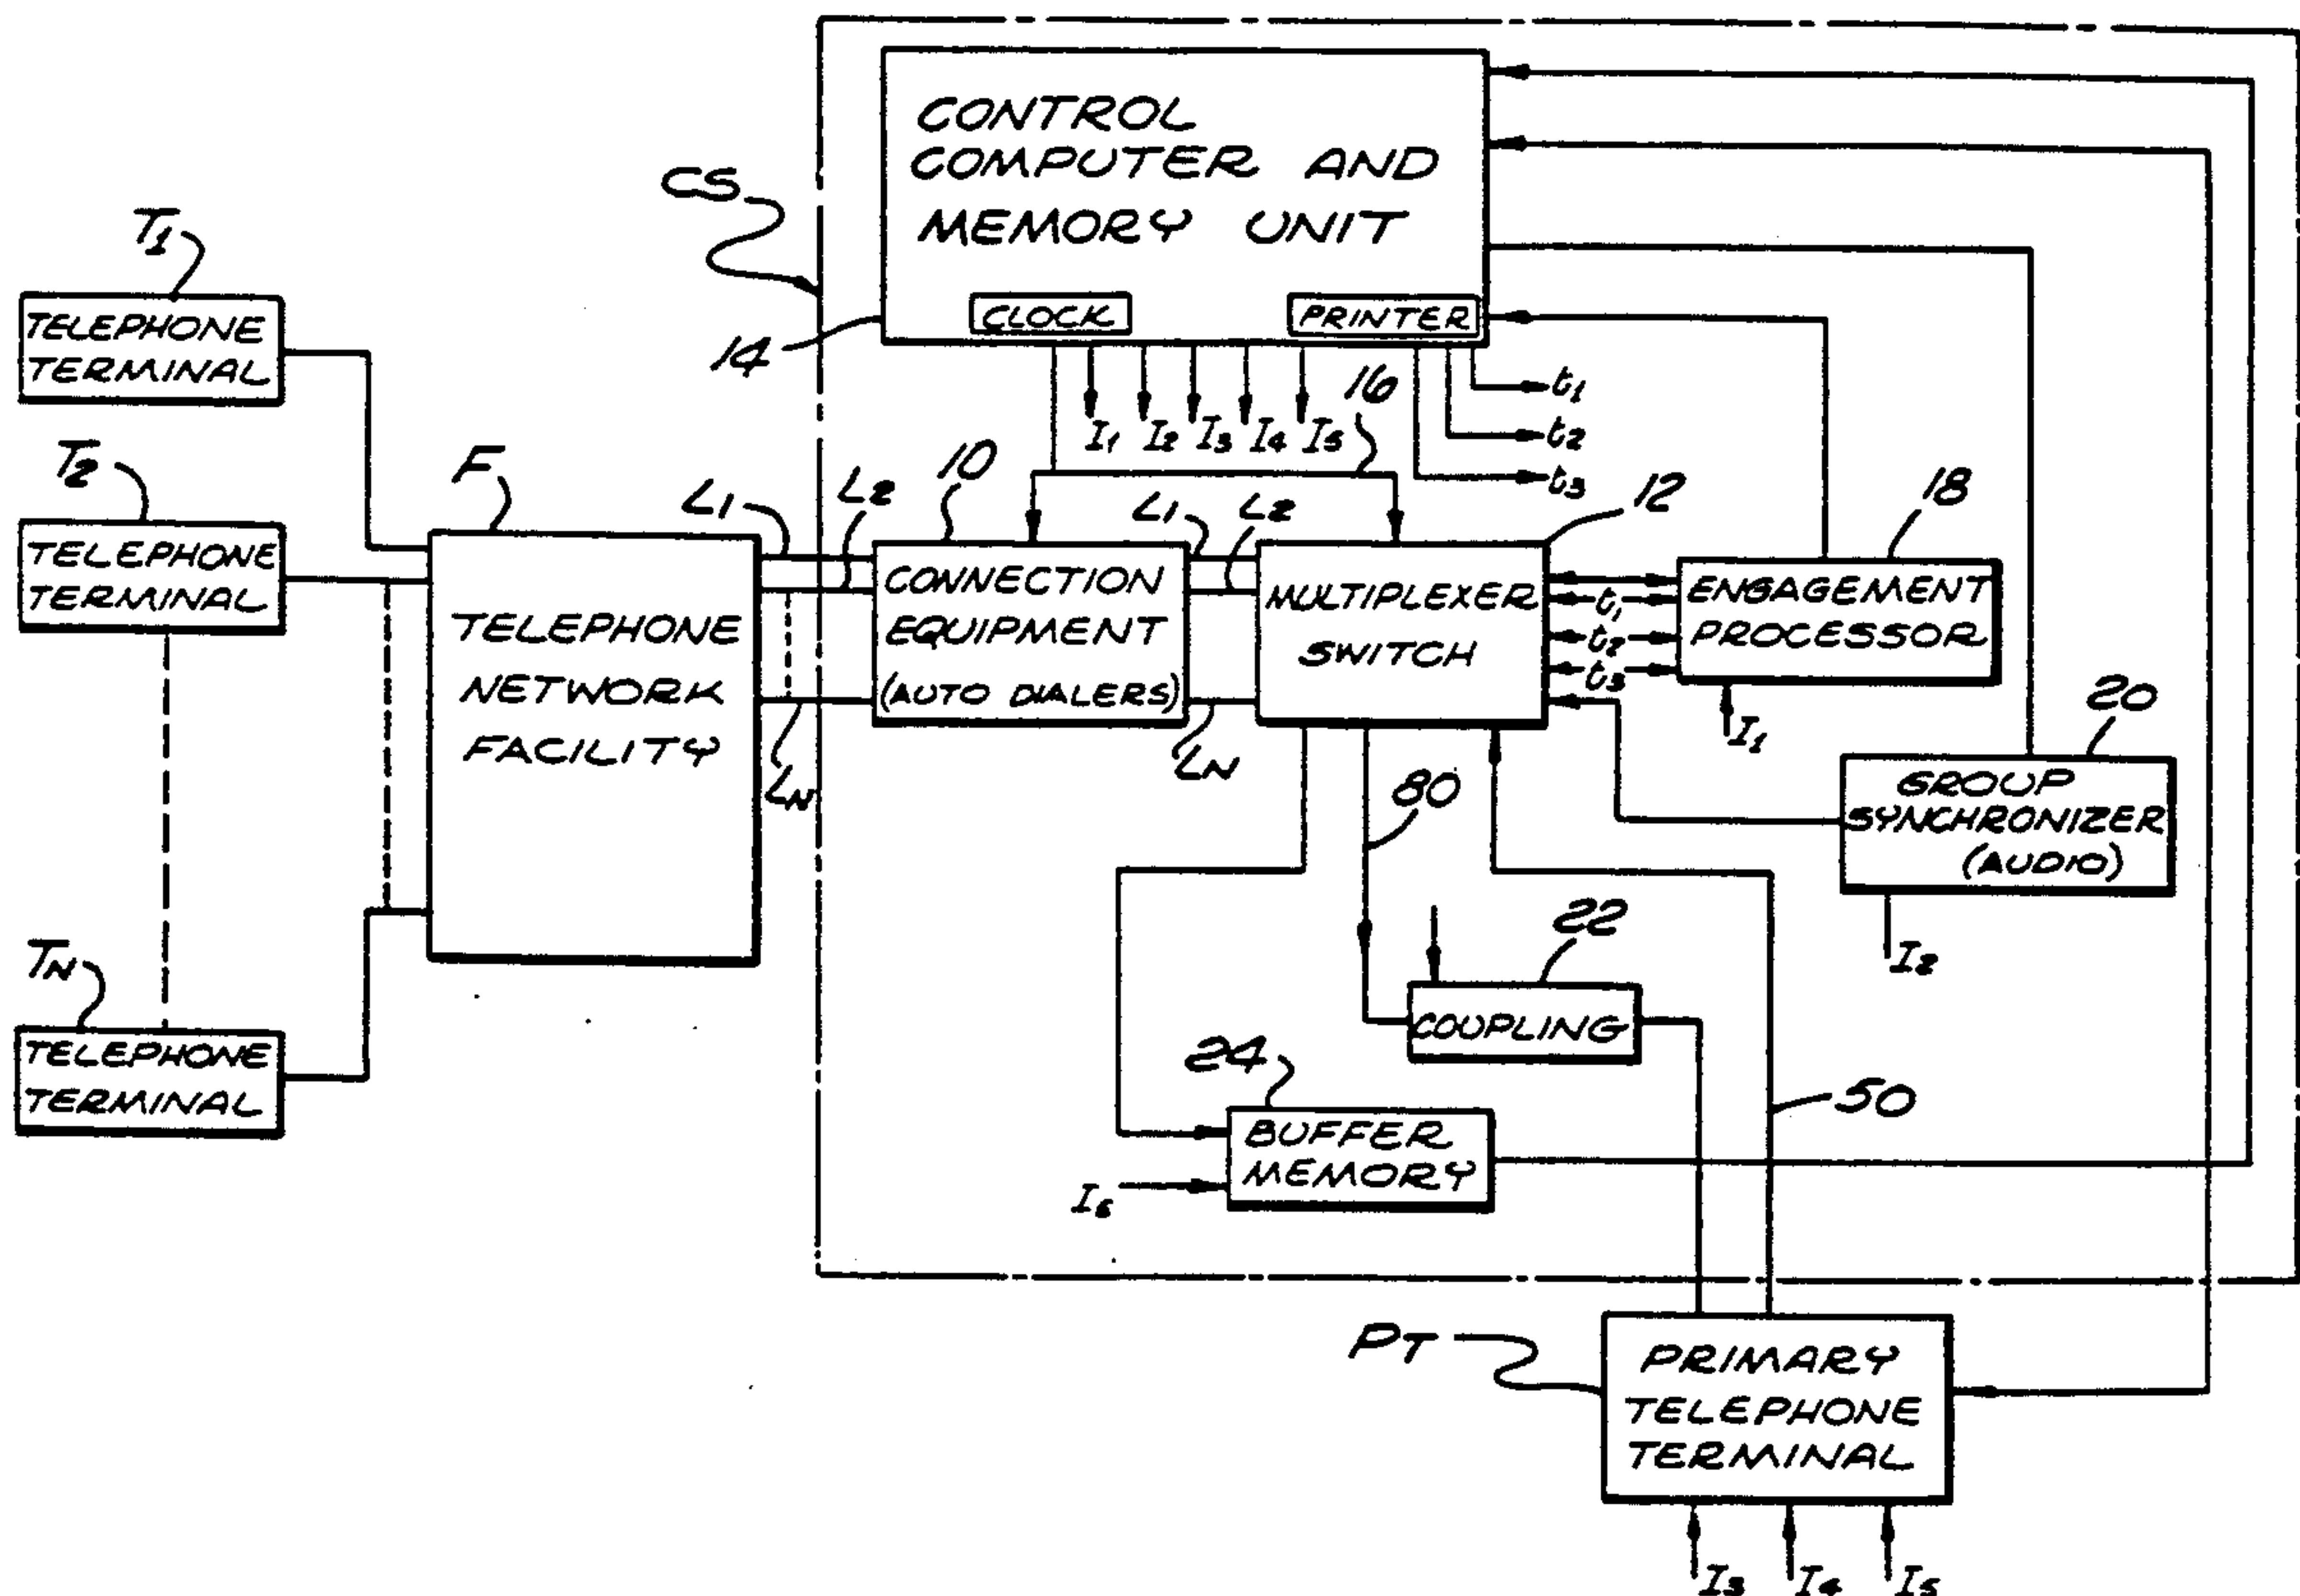 CONTROL
COMPUTER AND
MEMORY UNIT
CLOCK
PRINTER
CS
14
T1
TELEPHONE
TERMINAL
T2
TELEPHONE
TERMINAL
TN
TELEPHONE
TERMINAL
F
TELEPHONE
NETWORK
FACILITY
L1
L2
LN
I1 I2 I3 I4 I5
16
t1
t2
t3
10
CONNECTION
EQUIPMENT
(AUTO DIALERS)
L1
L2
LN
12
MULTIPLEXER
SWITCH
t1
t2
t3
18
ENGAGEMENT
PROCESSOR
I1
20
GROUP
SYNCHRONIZER
(AUDIO)
I2
80
22
COUPLING
24
BUFFER
MEMORY
50
PT
PRIMARY
TELEPHONE
TERMINAL
I3 I4 I5